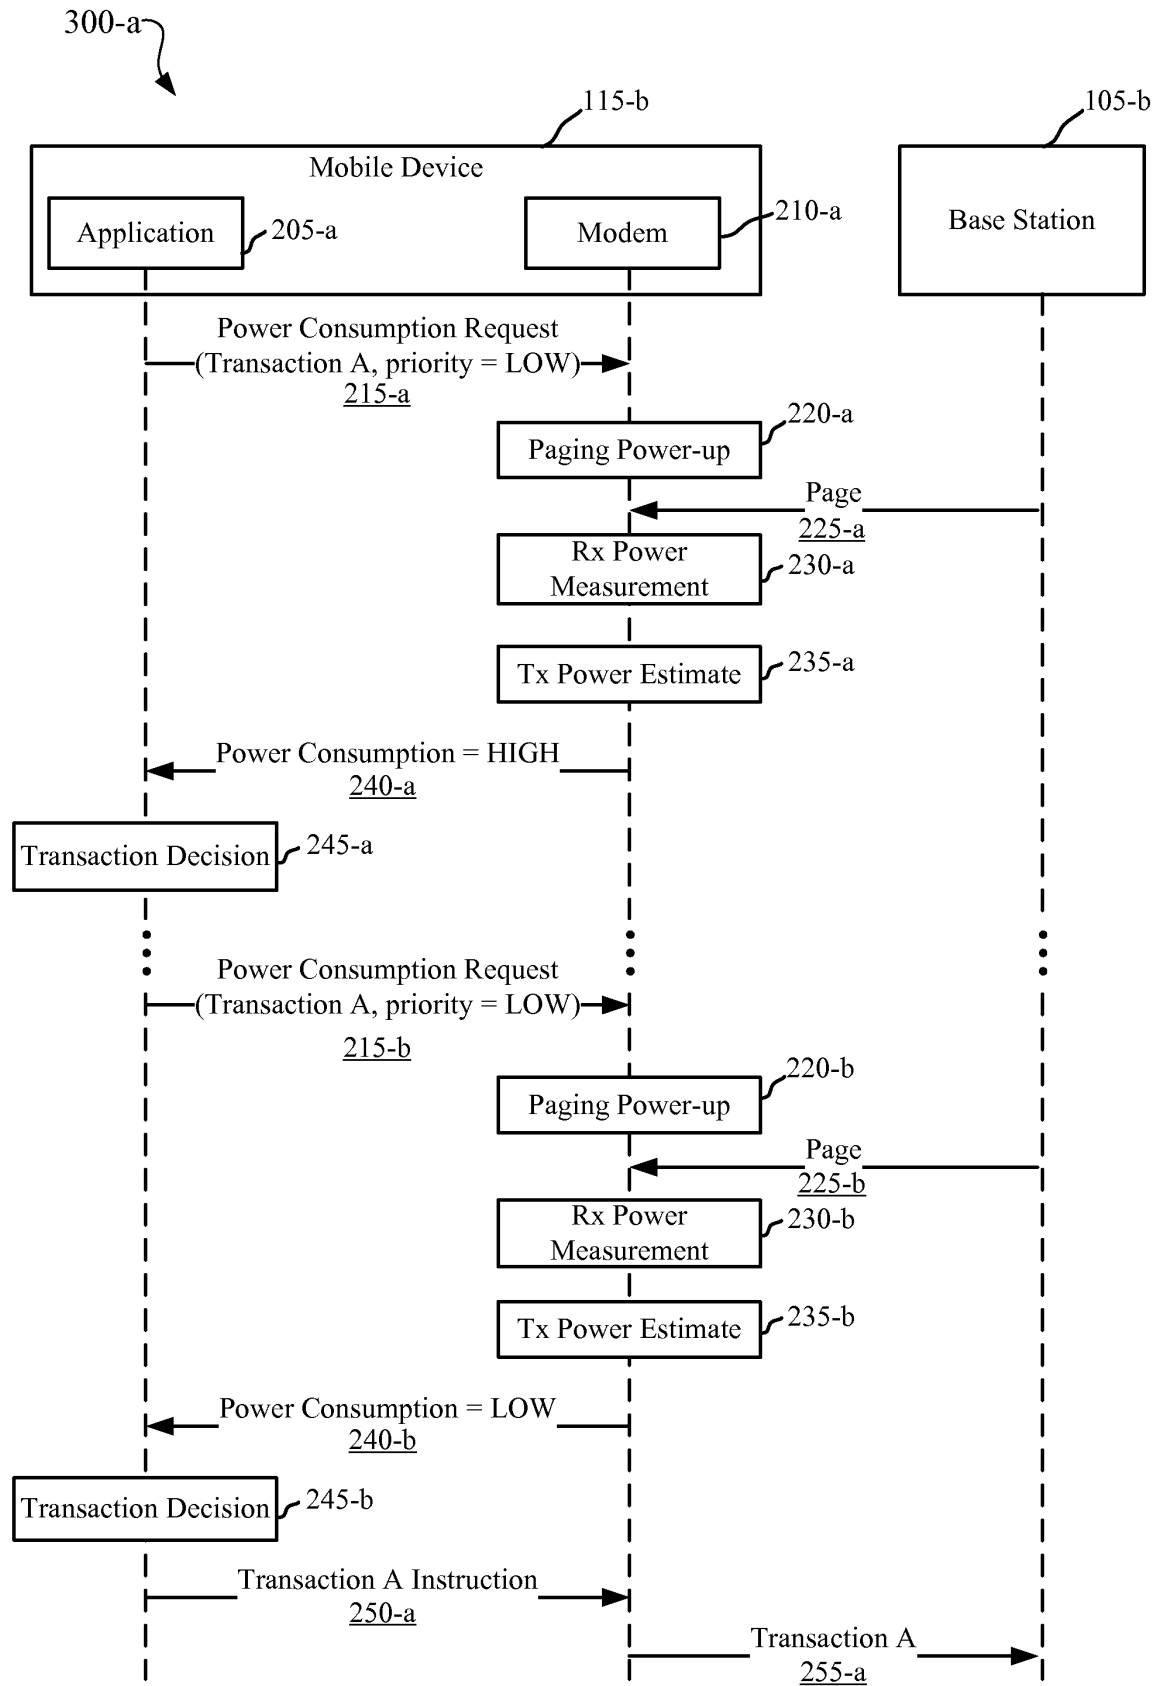 300-a
115-b
105-b
Mobile Device
Application
205-a
Modem
210-a
Base Station
Power Consumption Request
(Transaction A, priority = LOW)
215-a
220-a
Paging Power-up
Page
225-a
Rx Power
Measurement
230-a
Tx Power Estimate
235-a
Power Consumption = HIGH
240-a
Transaction Decision
245-a
Power Consumption Request
(Transaction A, priority = LOW)
215-b
220-b
Paging Power-up
Page
225-b
Rx Power
Measurement
230-b
Tx Power Estimate
235-b
Power Consumption = LOW
240-b
Transaction Decision
245-b
Transaction A Instruction
250-a
Transaction A
255-a